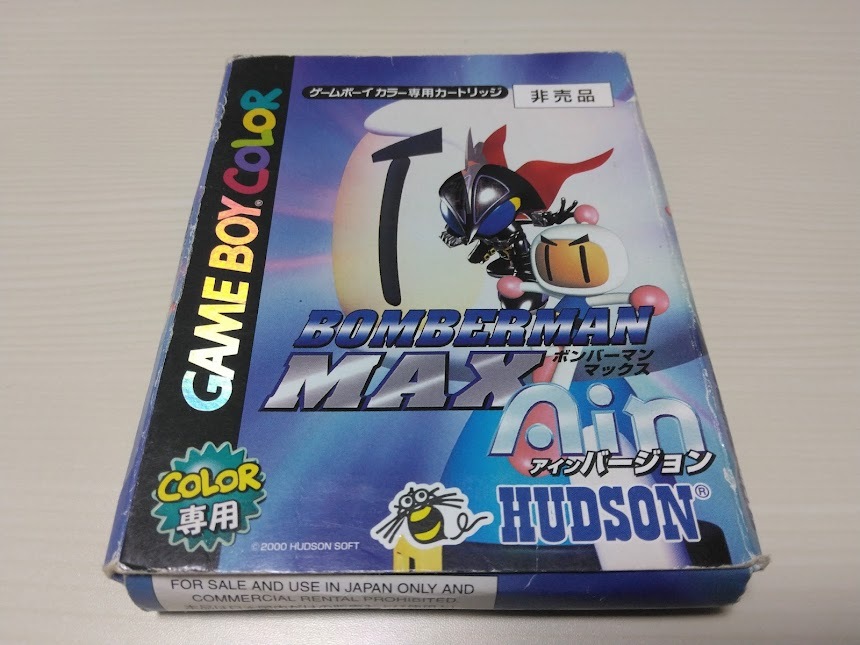 GAME BOY COLOR
ゲームボーイ カラー専用カートリッジ
非売品
BOMBERMAN
MAX
ボンバーマン
マックス
Ain
アインバージョン
COLOR
専用
HUDSON®
©2000 HUDSON SOFT
FOR SALE AND USE IN JAPAN ONLY AND
COMMERCIAL RENTAL PROHIBITED.